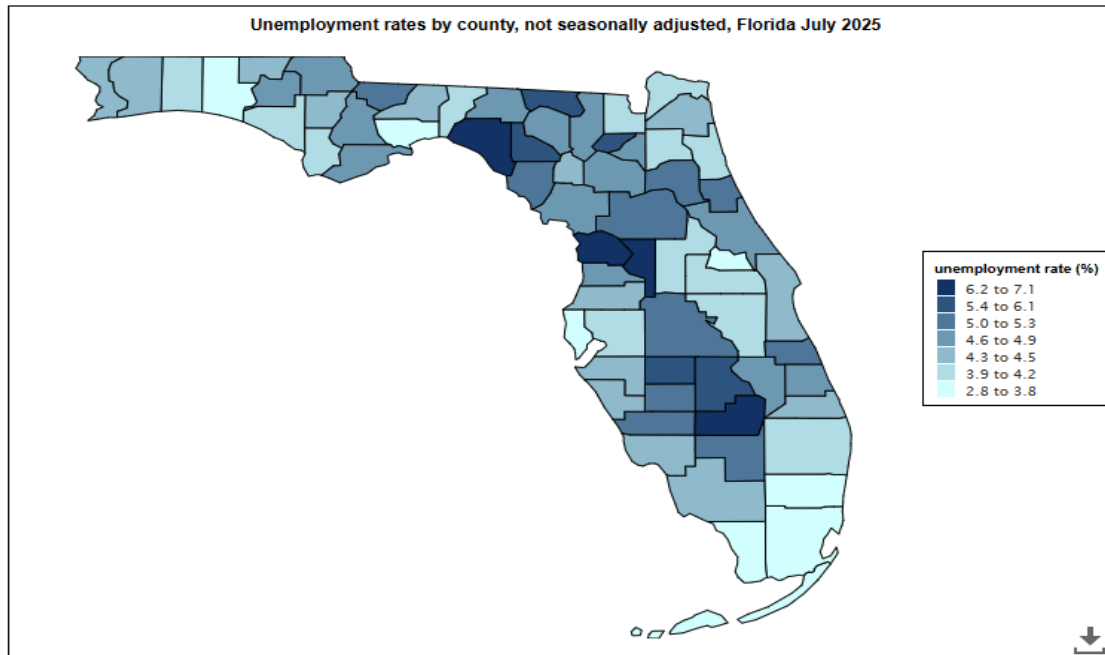 Unemployment rates by county, not seasonally adjusted, Florida July 2025
unemployment rate (%)
6.2 to 7.1
5.4 to 6.1
5.0 to 5.3
4.6 to 4.9
4.3 to 4.5
3.9 to 4.2
2.8 to 3.8